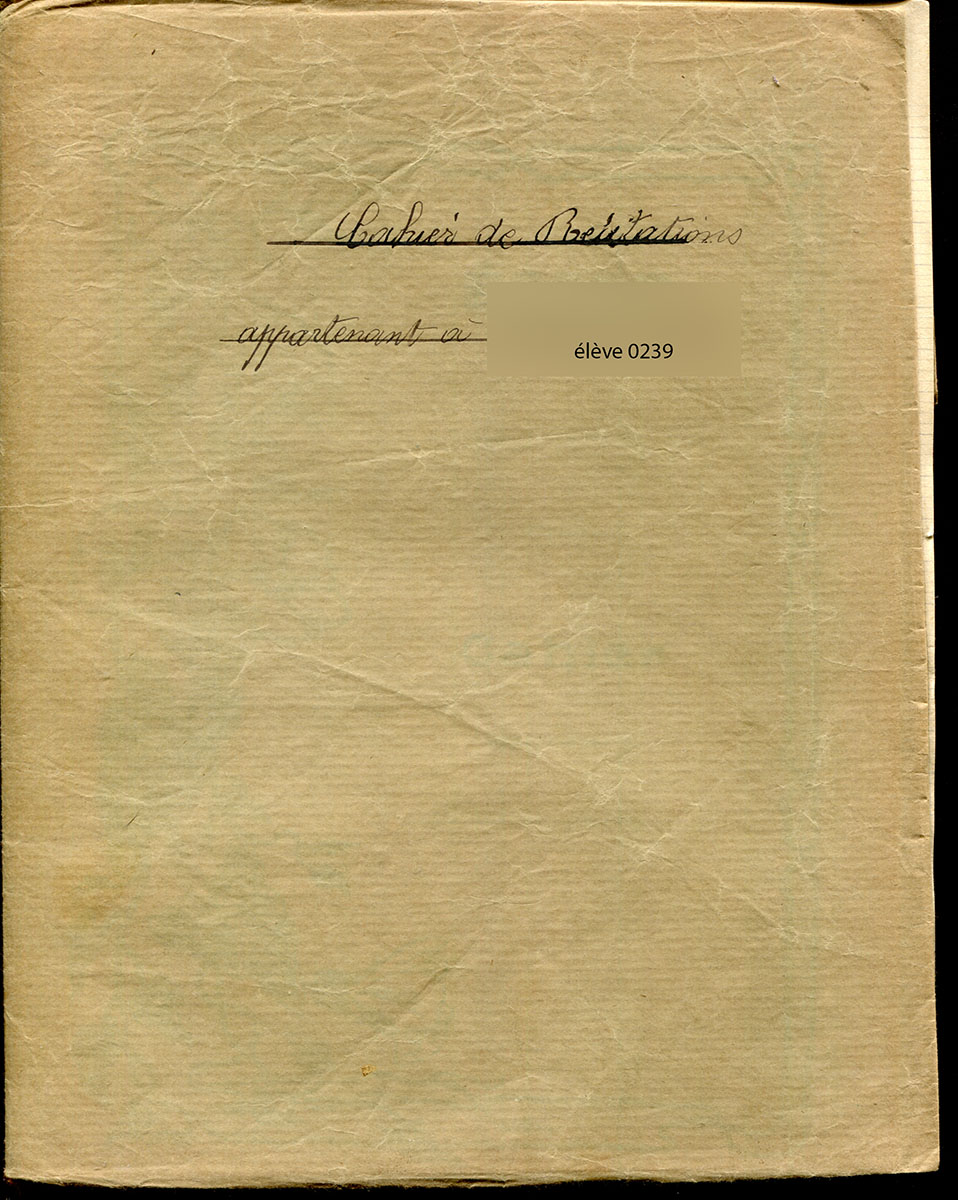 Cahier de Récitations
appartenant à
élève 0239